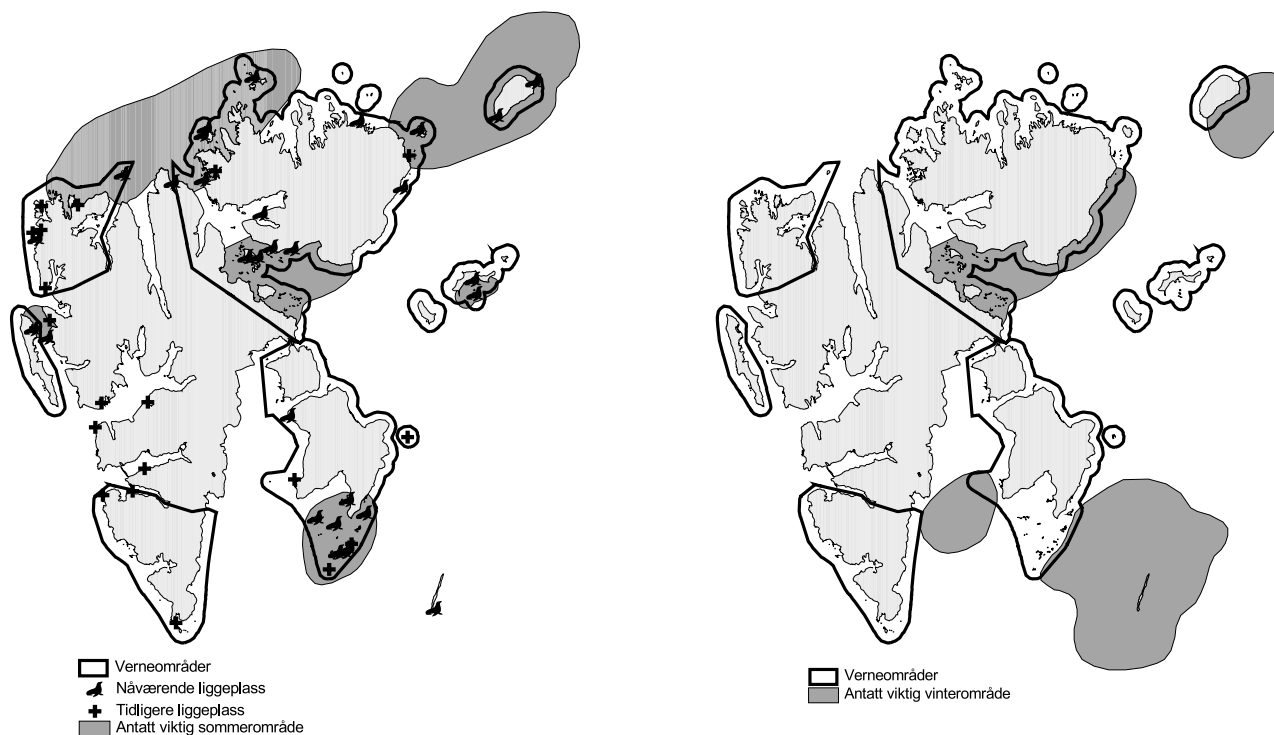 Verneområder
Nåværende liggeplass
Tidligere liggeplass
Antatt viktig sommerområde
Verneområder
Antatt viktig vinterområde